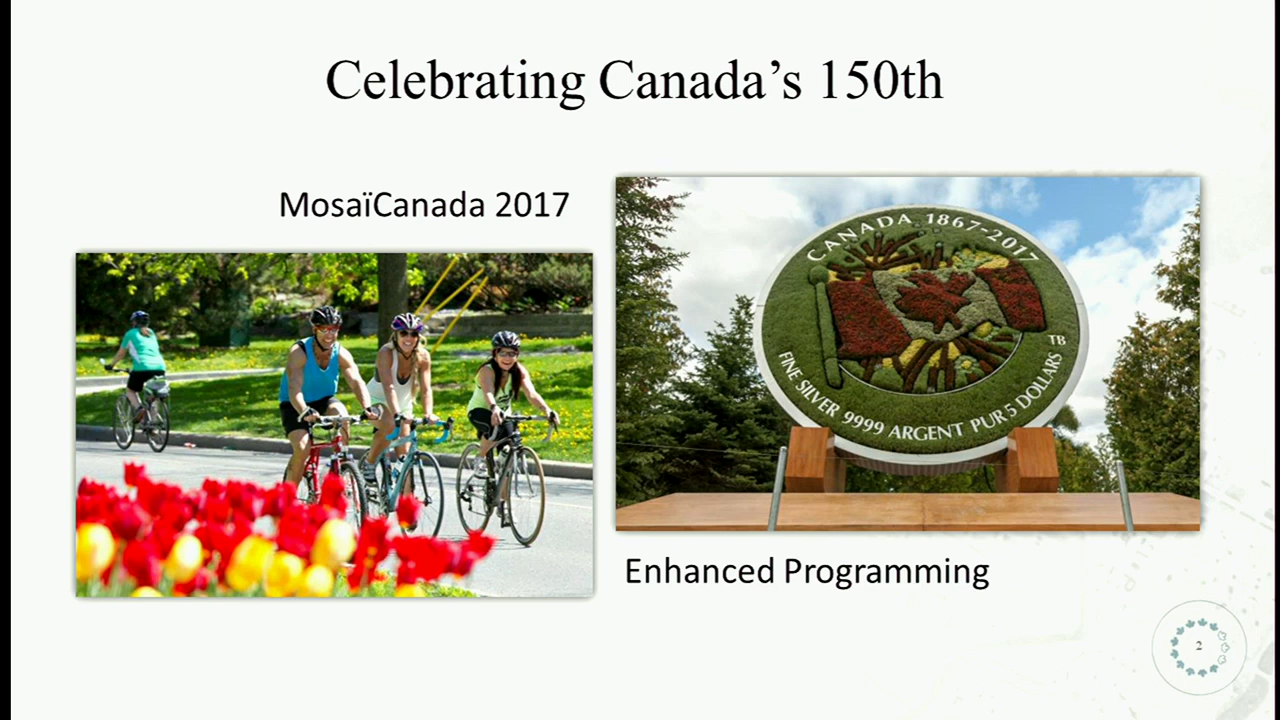 Celebrating Canada’s 150th
MosaïCanada 2017
CANADA 1867-2017
TB
FINE SILVER 9999 ARGENT PUR 5 DOLLARS
Enhanced Programming
2